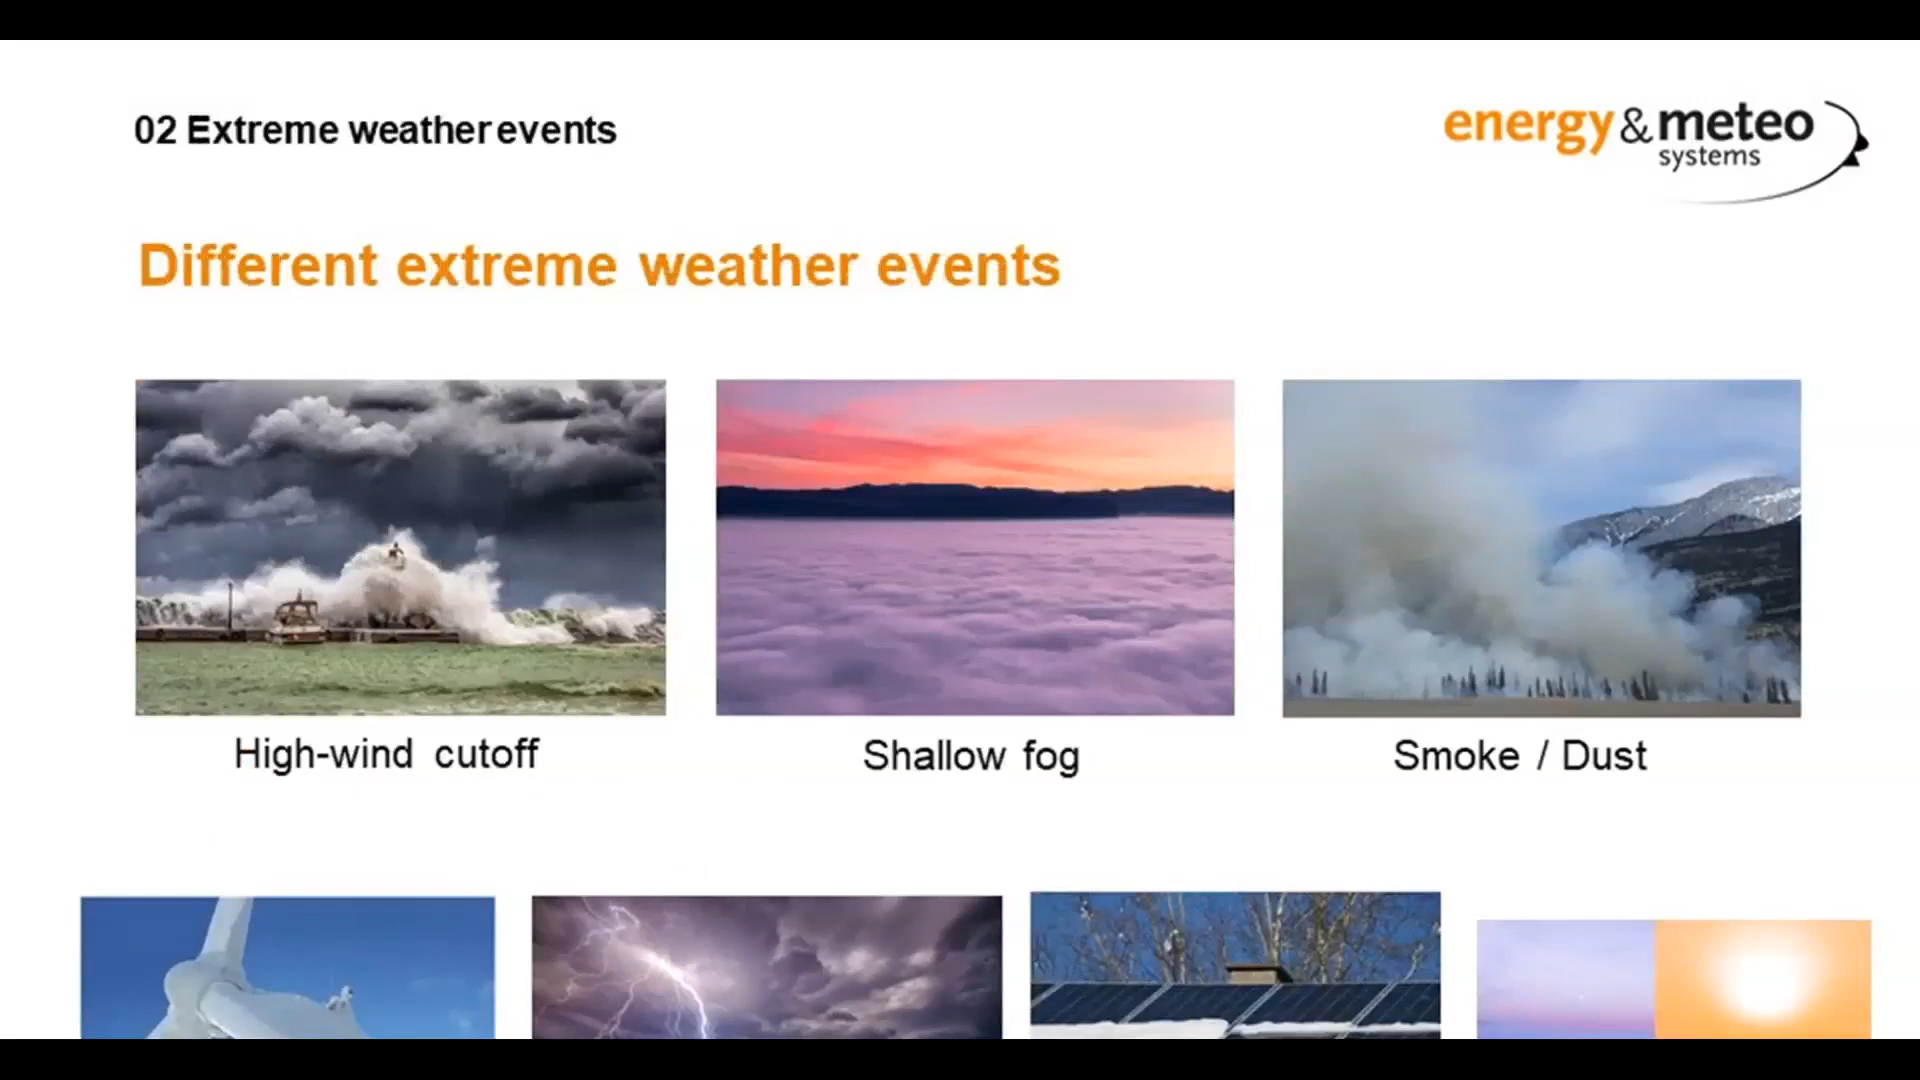 02 Extreme weather events
energy & meteo
systems
Different extreme weather events
High-wind cutoff
Shallow fog
Smoke / Dust